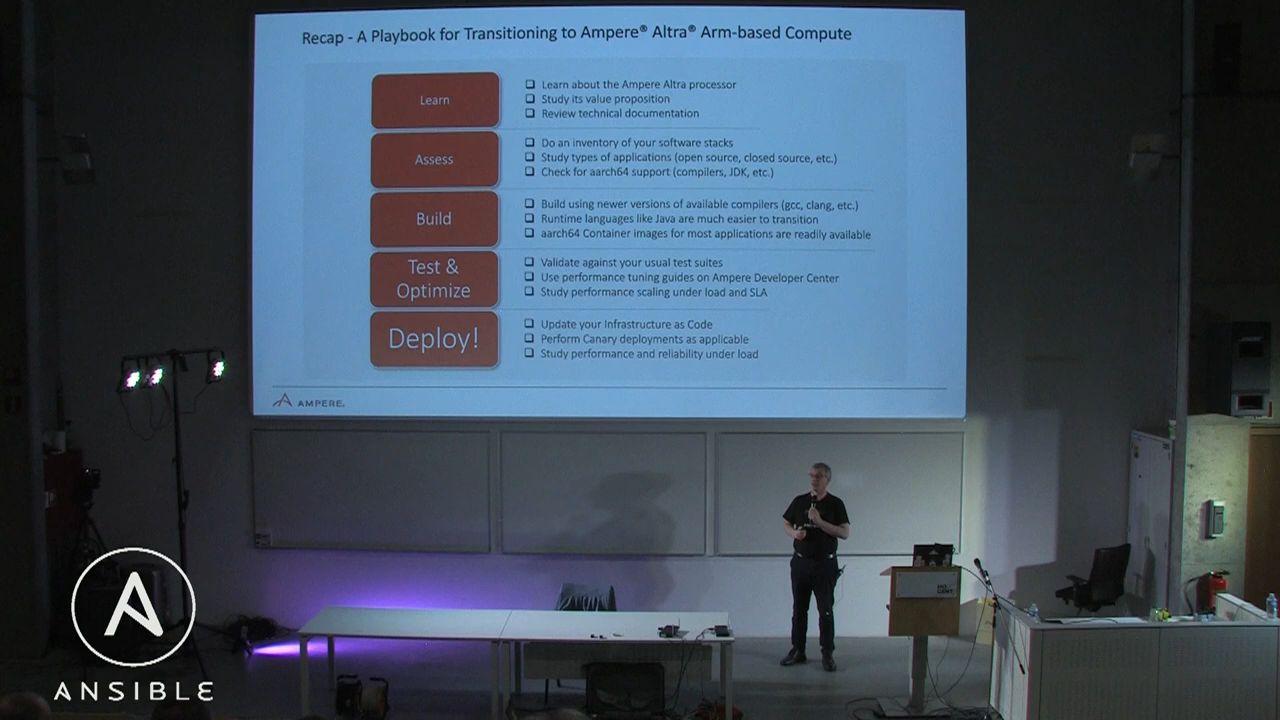 Recap - A Playbook for Transitioning to Ampere® Altra® Arm-based Compute
Learn
❑ Learn about the Ampere Altra processor
❑ Study its value proposition
❑ Review technical documentation
Assess
❑ Do an inventory of your software stacks
❑ Study types of applications (open source, closed source, etc.)
❑ Check for aarch64 support (compilers, JDK, etc.)
Build
❑ Build using newer versions of available compilers (gcc, clang, etc.)
❑ Runtime languages like Java are much easier to transition
❑ aarch64 Container images for most applications are readily available
Test &
Optimize
❑ Validate against your usual test suites
❑ Use performance tuning guides on Ampere Developer Center
❑ Study performance scaling under load and SLA
Deploy!
❑ Update your Infrastructure as Code
❑ Perform Canary deployments as applicable
❑ Study performance and reliability under load
AMPERE.
A
ANSIBLE